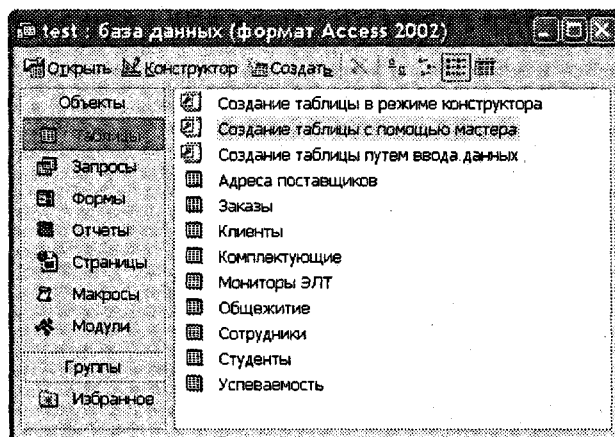 test : база данных (формат Access 2002)
Открыть Конструктор Создать
Объекты
Таблицы
Запросы
Формы
Отчеты
Страницы
Макросы
Модули
Группы
Избранное
Создание таблицы в режиме конструктора
Создание таблицы с помощью мастера
Создание таблицы путем ввода данных
Адреса поставщиков
Заказы
Клиенты
Комплектующие
Мониторы ЭЛТ
Общежитие
Сотрудники
Студенты
Успеваемость